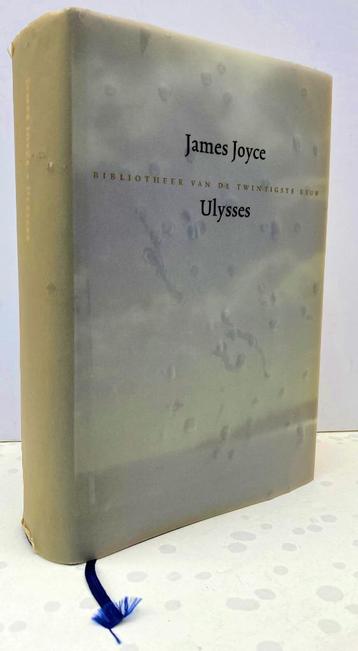 James Joyce
BIBLIOTHEEK VAN DE TWINTIGSTE EEUW
Ulysses